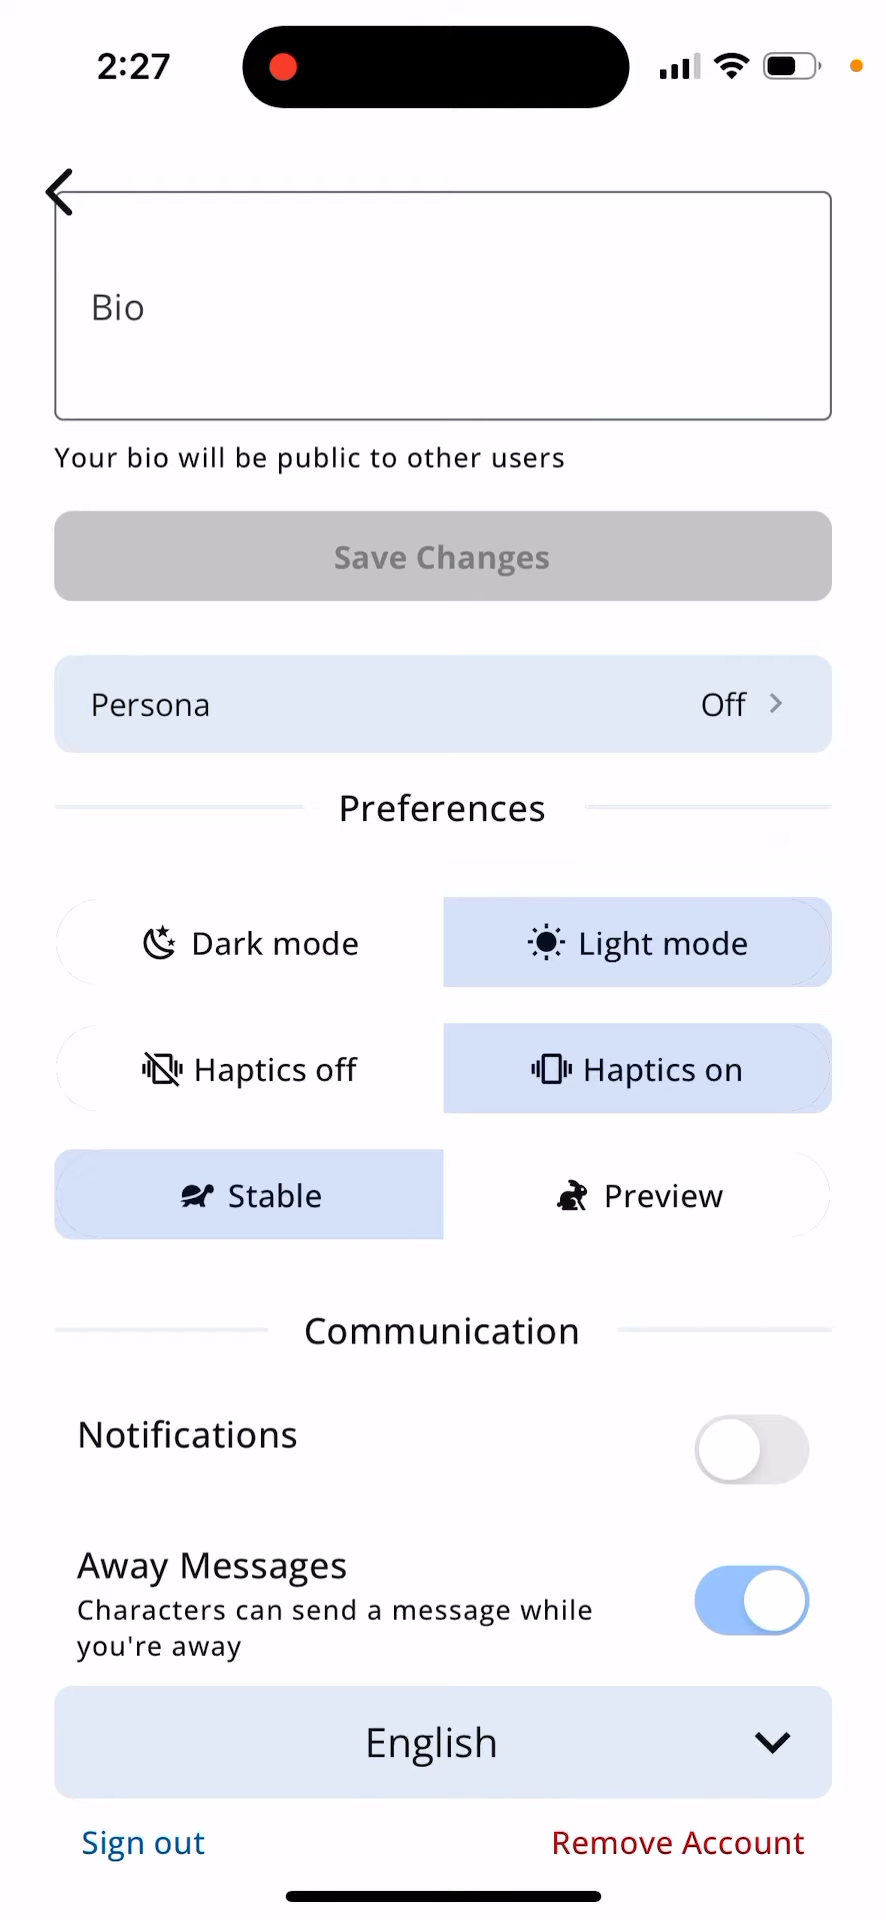 2:27
Bio
Your bio will be public to other users
Save Changes
Persona Off
Preferences
Dark mode Light mode
Haptics off Haptics on
Stable Preview
Communication
Notifications
Away Messages
Characters can send a message while
you're away
English
Sign out Remove Account